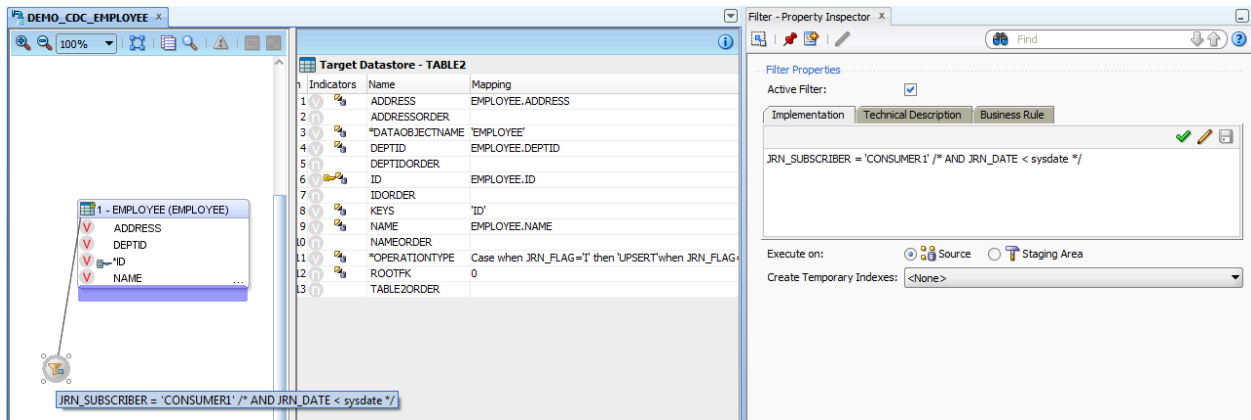 DEMO_CDC_EMPLOYEE
100%
Target Datastore - TABLE2
Indicators Name Mapping
1 ADDRESS EMPLOYEE.ADDRESS
2 ADDRESSORDER
3 *DATAOBJECTNAME 'EMPLOYEE'
4 DEPTID EMPLOYEE.DEPTID
5 DEPTIDORDER
6 ID EMPLOYEE.ID
7 IDORDER
8 KEYS 'ID'
9 NAME EMPLOYEE.NAME
10 NAMEORDER
11 *OPERATIONTYPE Case when JRN_FLAG='I' then 'UPSERT'when JRN_FLAG=
12 ROOTFK 0
13 TABLE2ORDER
1 - EMPLOYEE (EMPLOYEE)
V ADDRESS
V DEPTID
V *ID
V NAME ...
JRN_SUBSCRIBER = 'CONSUMER1' /* AND JRN_DATE < sysdate */
Filter - Property Inspector
Find
Filter Properties
Active Filter:
Implementation Technical Description Business Rule
JRN_SUBSCRIBER = 'CONSUMER1' /* AND JRN_DATE < sysdate */
Execute on: Source Staging Area
Create Temporary Indexes: <None>